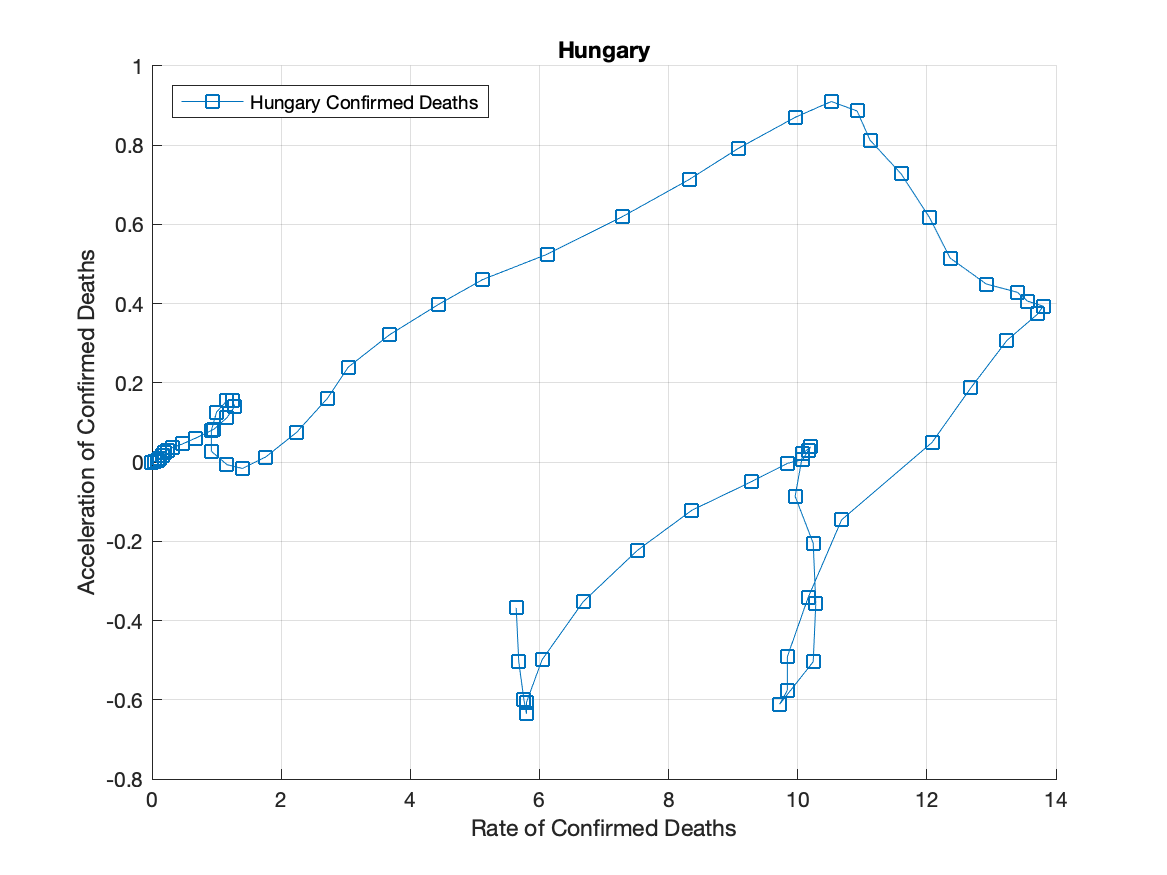 Hungary
Hungary Confirmed Deaths
1
0.8
0.6
0.4
0.2
0
-0.2
-0.4
-0.6
-0.8
Acceleration of Confirmed Deaths
0 2 4 6 8 10 12 14
Rate of Confirmed Deaths